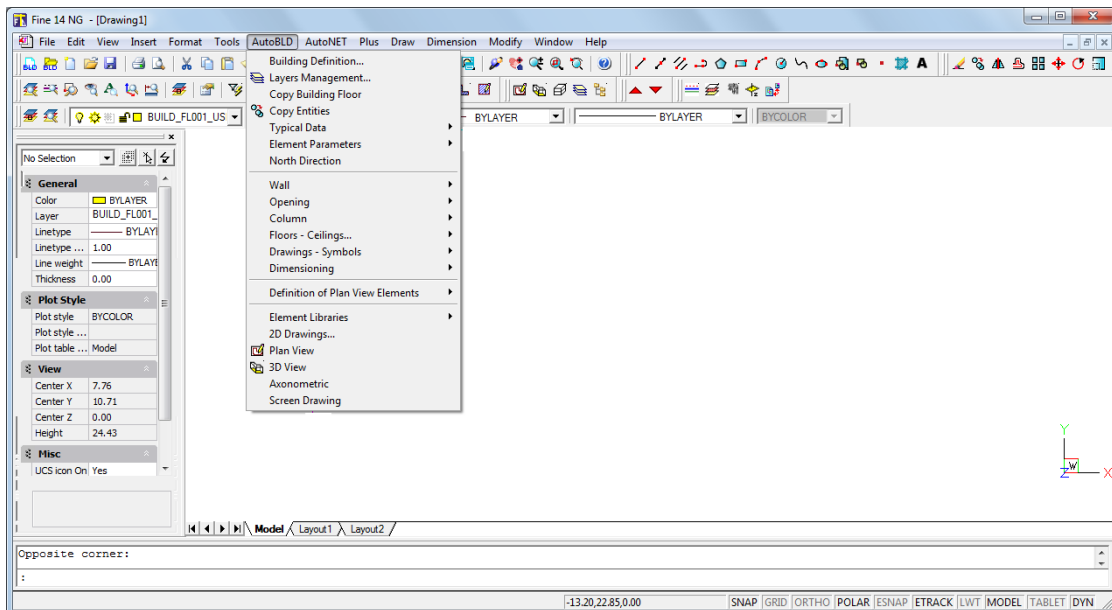 Fine 14 NG - [Drawing1]
File Edit View Insert Format Tools AutoBLD AutoNET Plus Draw Dimension Modify Window Help
BLD BLD
A
BUILD_FL001_US BYLAYER BYLAYER BYCOLOR
Building Definition...
Layers Management...
Copy Building Floor
Copy Entities
Typical Data
Element Parameters
North Direction
Wall
Opening
Column
Floors - Ceilings...
Drawings - Symbols
Dimensioning
Definition of Plan View Elements
Element Libraries
2D Drawings...
Plan View
3D View
Axonometric
Screen Drawing
No Selection
General
Color BYLAYER
Layer BUILD_FL001_
Linetype BYLAYI
Linetype ... 1.00
Line weight BYLAYE
Thickness 0.00
Plot Style
Plot style BYCOLOR
Plot style ...
Plot table ... Model
View
Center X 7.76
Center Y 10.71
Center Z 0.00
Height 24.43
Misc
UCS icon On Yes
Y
W
Z X
Model Layout1 Layout2
Opposite corner:
:
-13.20,22.85,0.00 SNAP GRID ORTHO POLAR ESNAP ETRACK LWT MODEL TABLET DYN